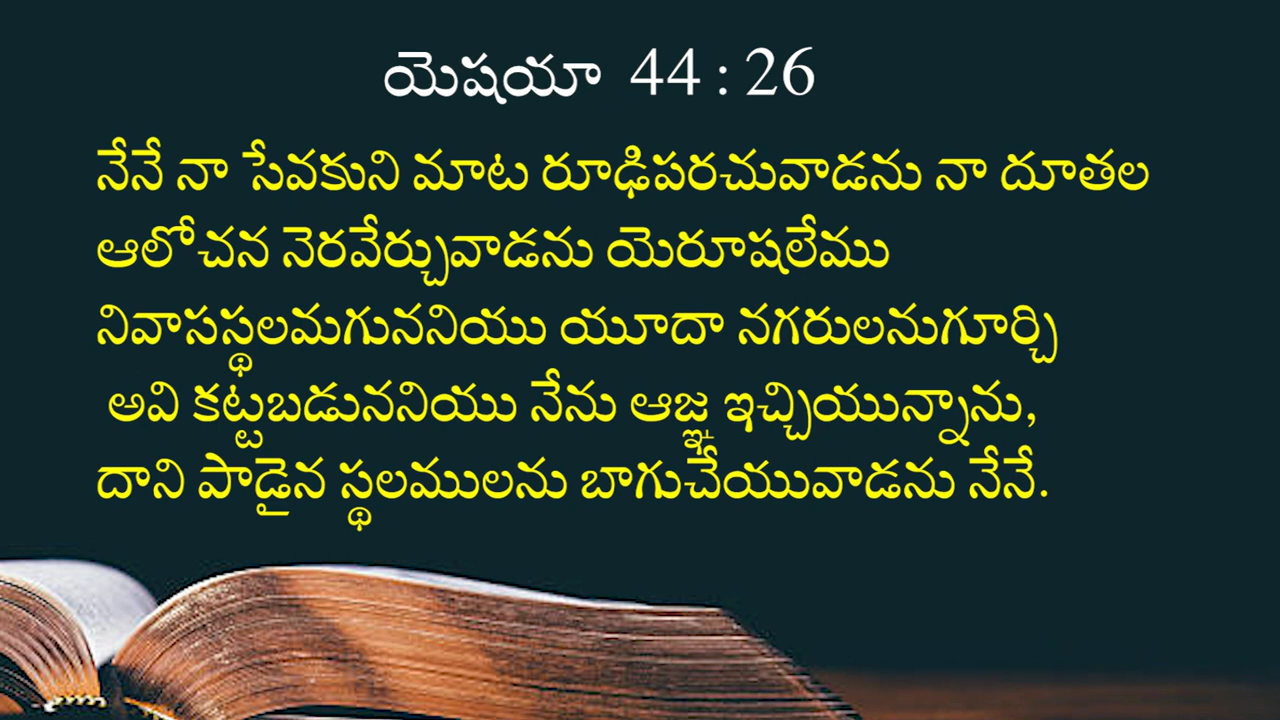 యెషయా 44 : 26
నేనే నా సేవకుని మాట రూఢిపరచువాడను నా దూతల
ఆలోచన నెరవేర్చువాడను యెరూషలేము
నివాసస్థలమగుననియు యూదా నగరులనుగూర్చి
అవి కట్టబడుననియు నేను ఆజ్ఞ ఇచ్చియున్నాను,
దాని పాడైన స్థలములను బాగుచేయువాడను నేనే.